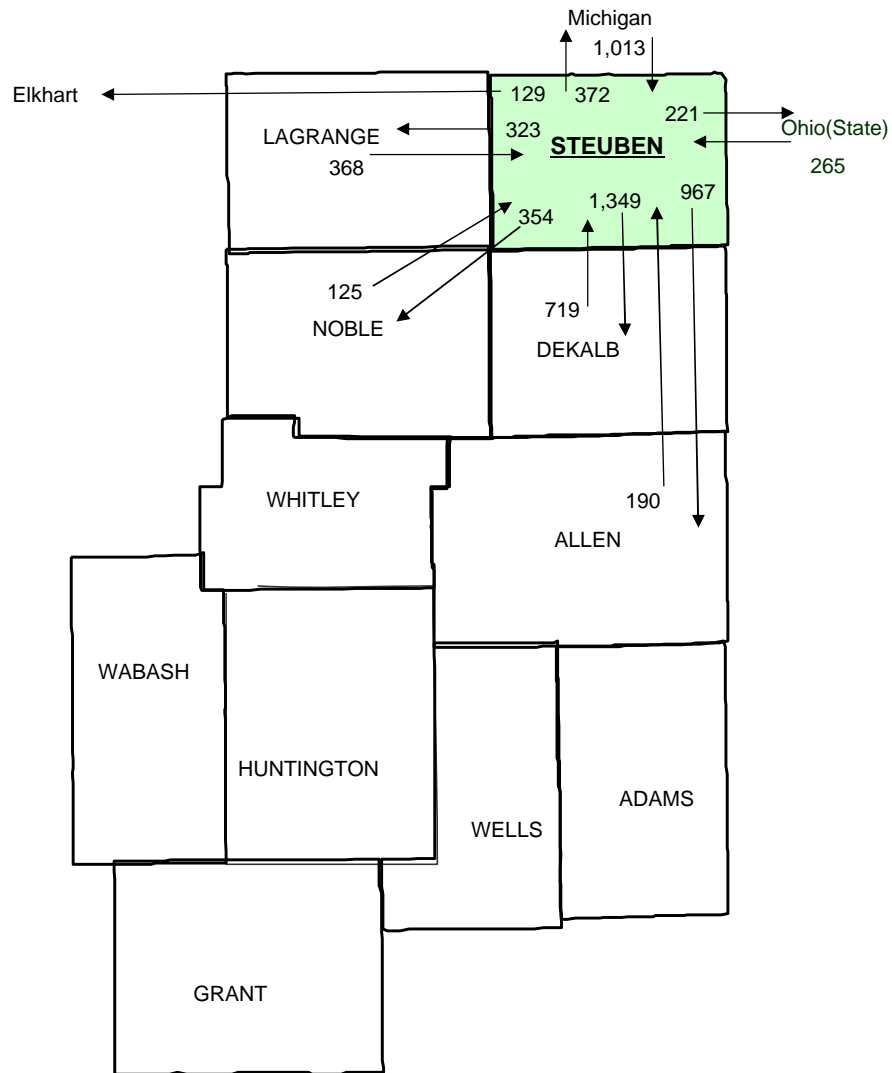 Michigan
1,013
Elkhart
129
372
221
LAGRANGE
323
STEUBEN
Ohio(State)
368
265
354
1,349
967
125
NOBLE
719
DEKALB
WHITLEY
190
ALLEN
WABASH
HUNTINGTON
WELLS
ADAMS
GRANT